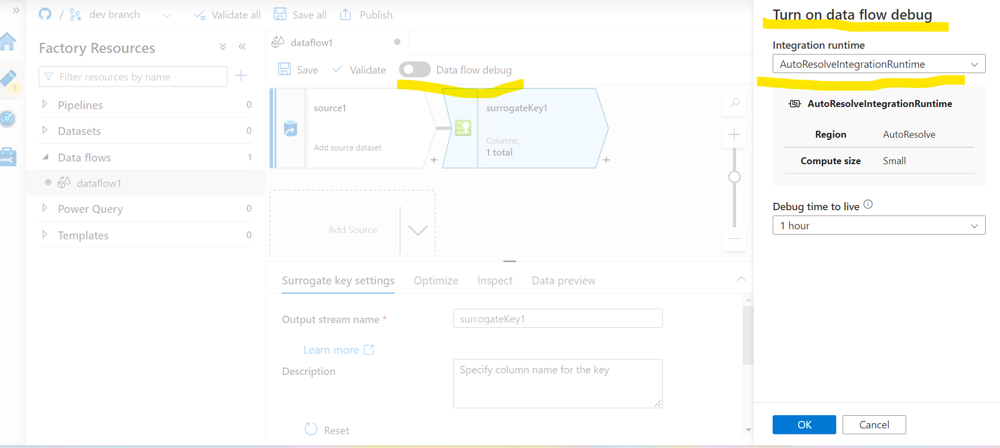 / dev branch
Validate all
Save all
Publish
1
Factory Resources
Filter resources by name
Pipelines 0
Datasets 0
Data flows 1
dataflow1
Power Query 0
Templates 0
dataflow1
Save
Validate
Data flow debug
source1
Add source dataset
+
surrogateKey1
Columns:
1 total
+
Add Source
Surrogate key settings
Optimize
Inspect
Data preview
Output stream name *
surrogateKey1
Learn more
Description
Specify column name for the key
Reset
Turn on data flow debug
Integration runtime
AutoResolveIntegrationRuntime
AutoResolveIntegrationRuntime
Region AutoResolve
Compute size Small
Debug time to live
1 hour
OK
Cancel